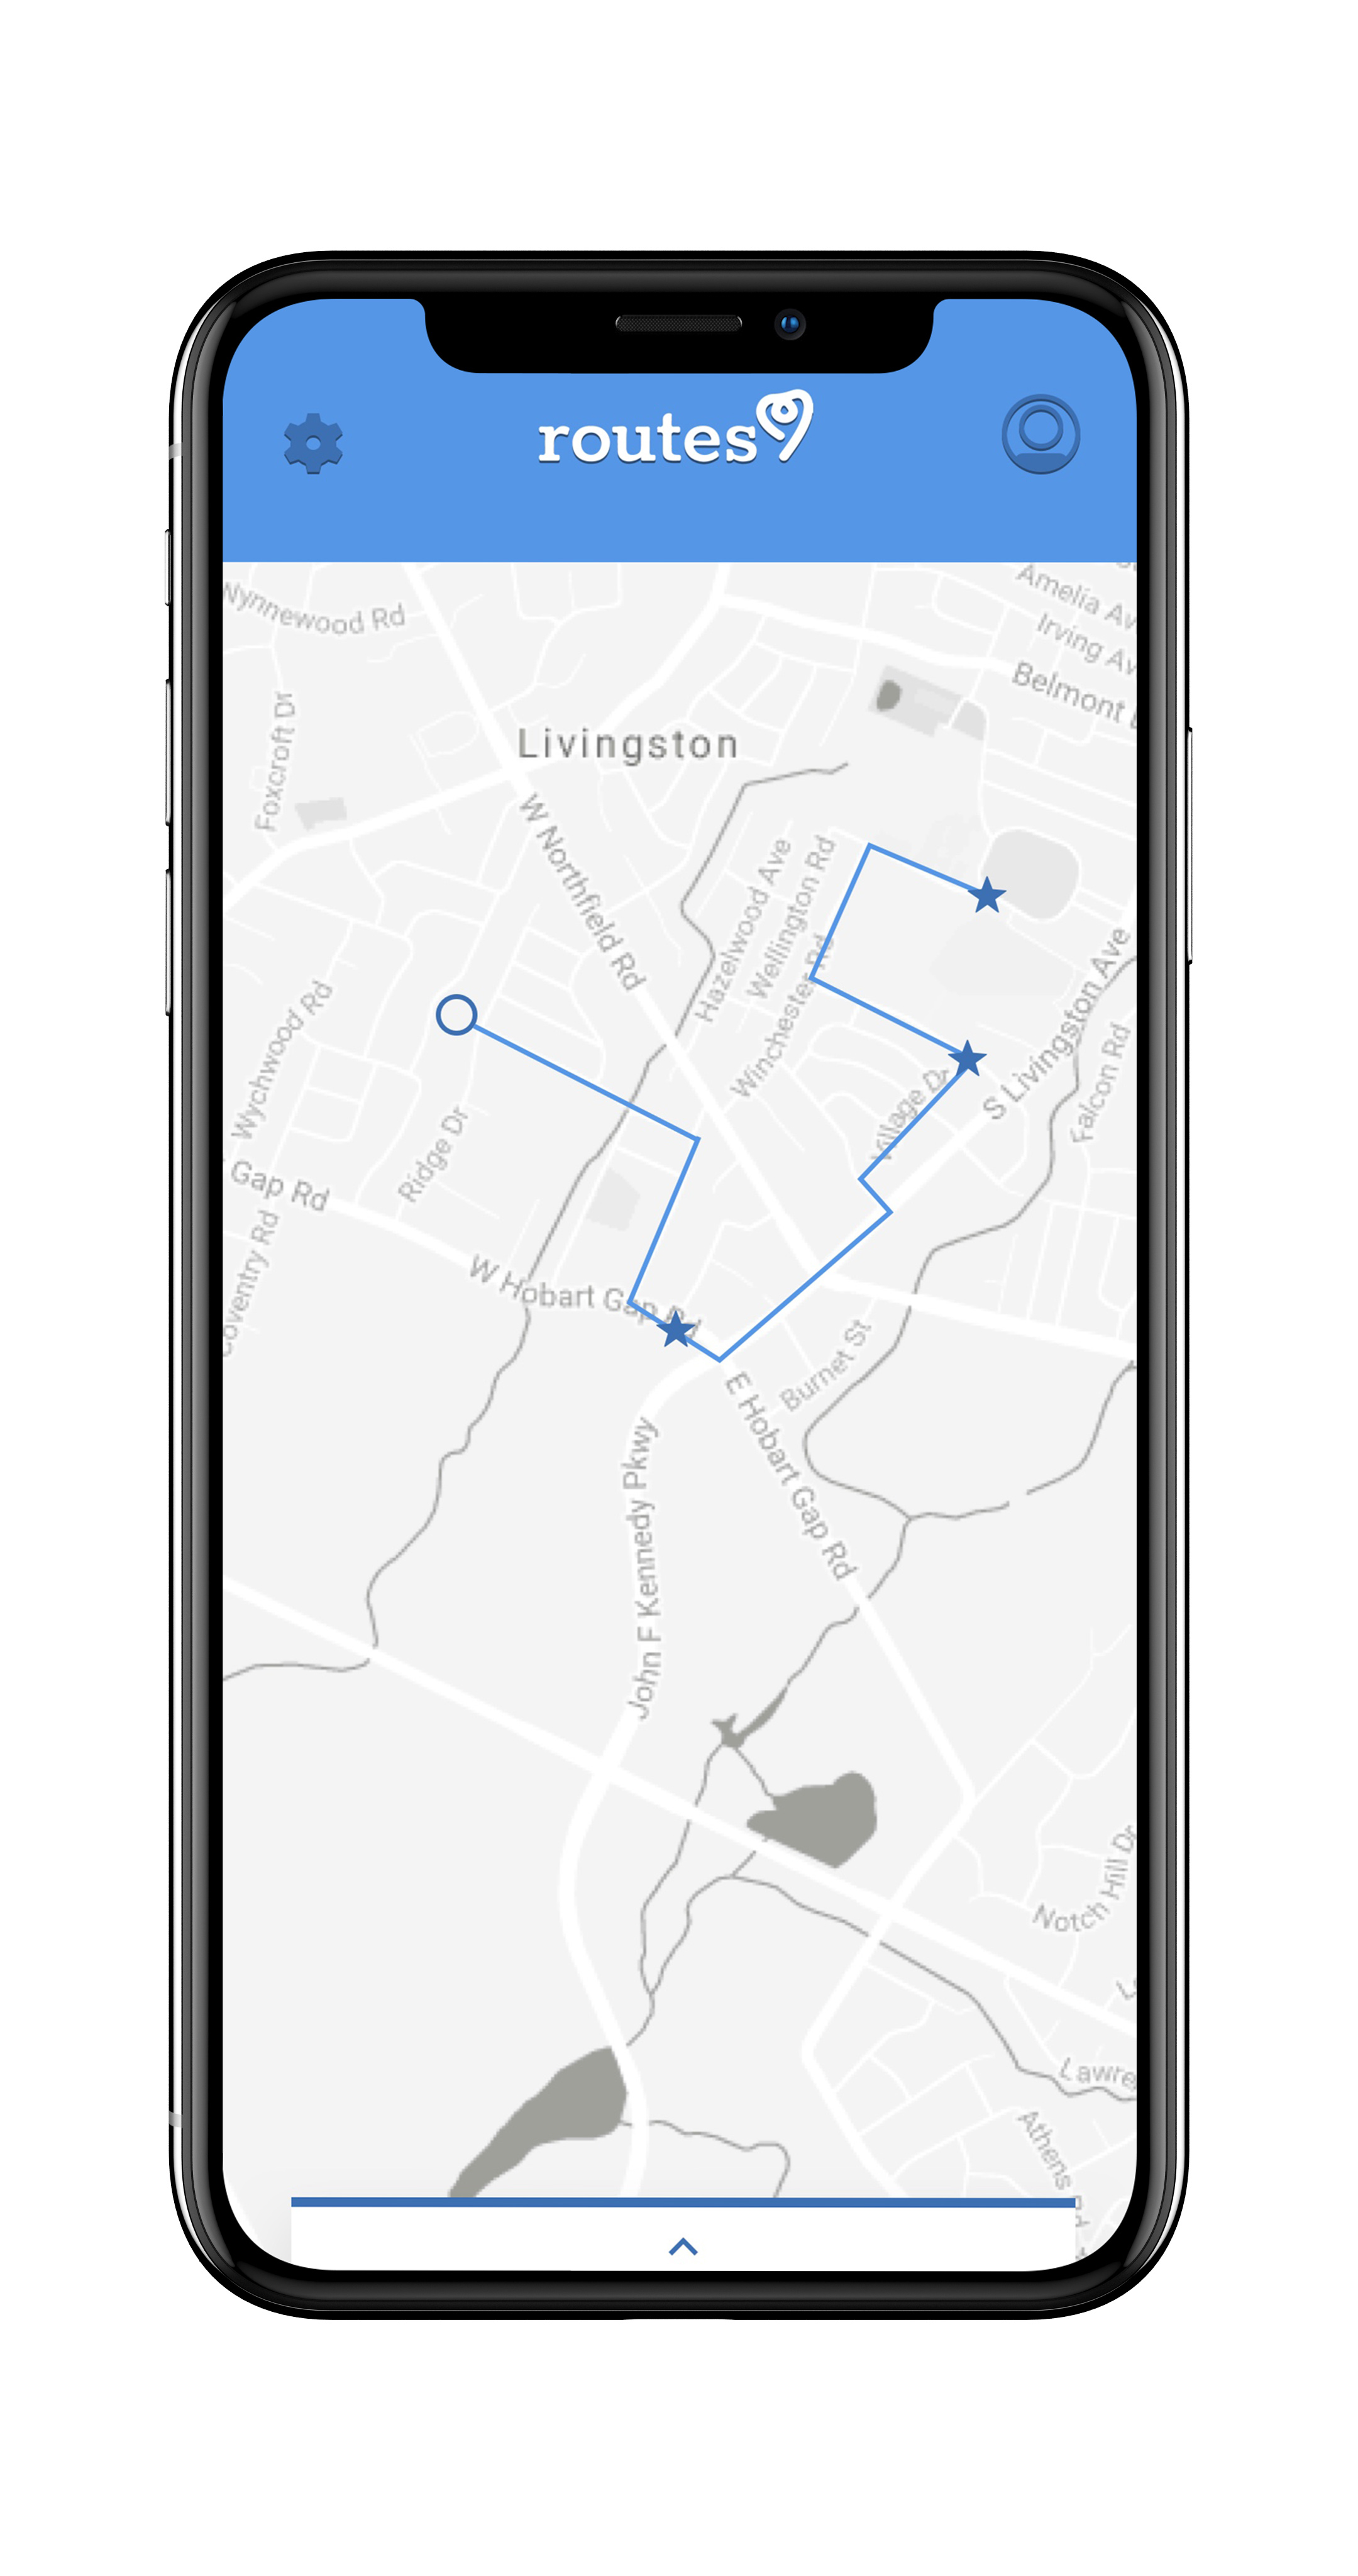 routes
Amelia Av
Irving Av
Wynnewood Rd
Belmont
Foxcroft Dr
Livingston
W Northfield Rd
Hazelwood Ave
Wellington Rd
Winchester Rd
S Livingston Ave
Wychwood Rd
Falcon Rd
Village Dr
Ridge Dr
Gap Rd
Coventry Rd
W Hobart Gap Rd
Burnet St
E Hobart Gap Rd
John F Kennedy Pkwy
Notch Hill Dr
Lawre
Athens Rd